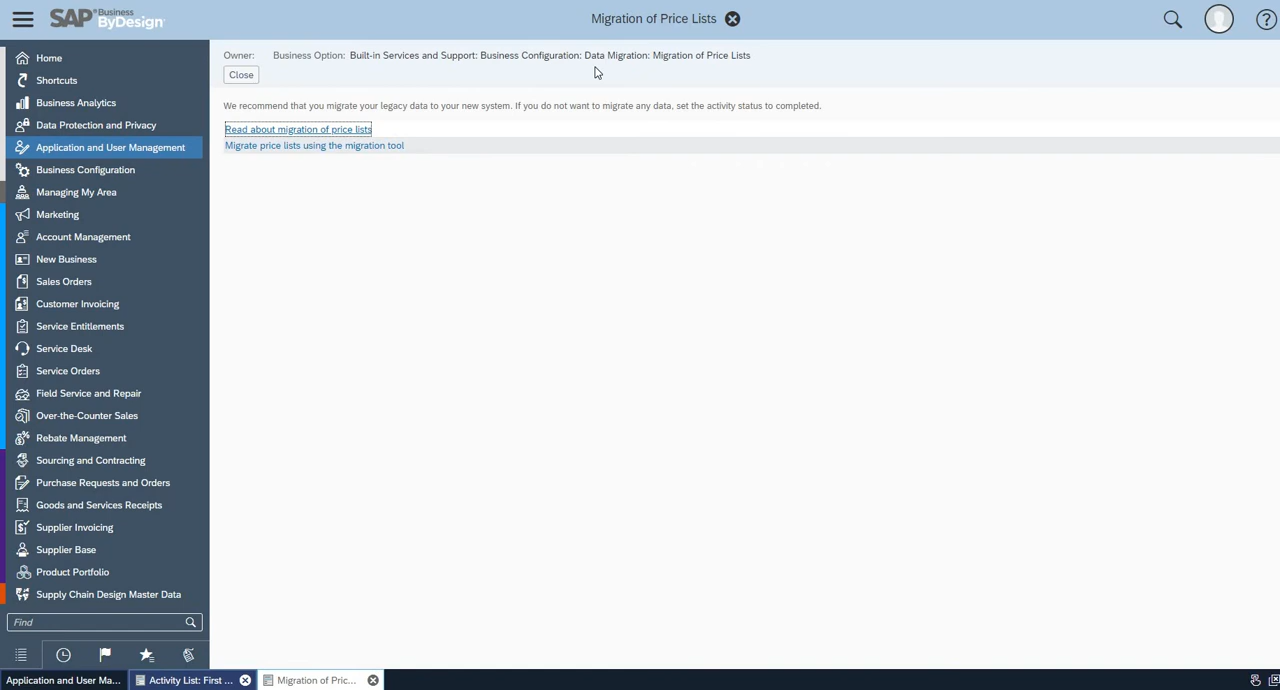 SAP Business ByDesign
Migration of Price Lists
Home
Shortcuts
Business Analytics
Data Protection and Privacy
Application and User Management
Business Configuration
Managing My Area
Marketing
Account Management
New Business
Sales Orders
Customer Invoicing
Service Entitlements
Service Desk
Service Orders
Field Service and Repair
Over-the-Counter Sales
Rebate Management
Sourcing and Contracting
Purchase Requests and Orders
Goods and Services Receipts
Supplier Invoicing
Supplier Base
Product Portfolio
Supply Chain Design Master Data
Find
Owner: Business Option: Built-in Services and Support: Business Configuration: Data Migration: Migration of Price Lists
Close
We recommend that you migrate your legacy data to your new system. If you do not want to migrate any data, set the activity status to completed.
Read about migration of price lists
Migrate price lists using the migration tool
Application and User Ma... Activity List: First ... Migration of Pric...